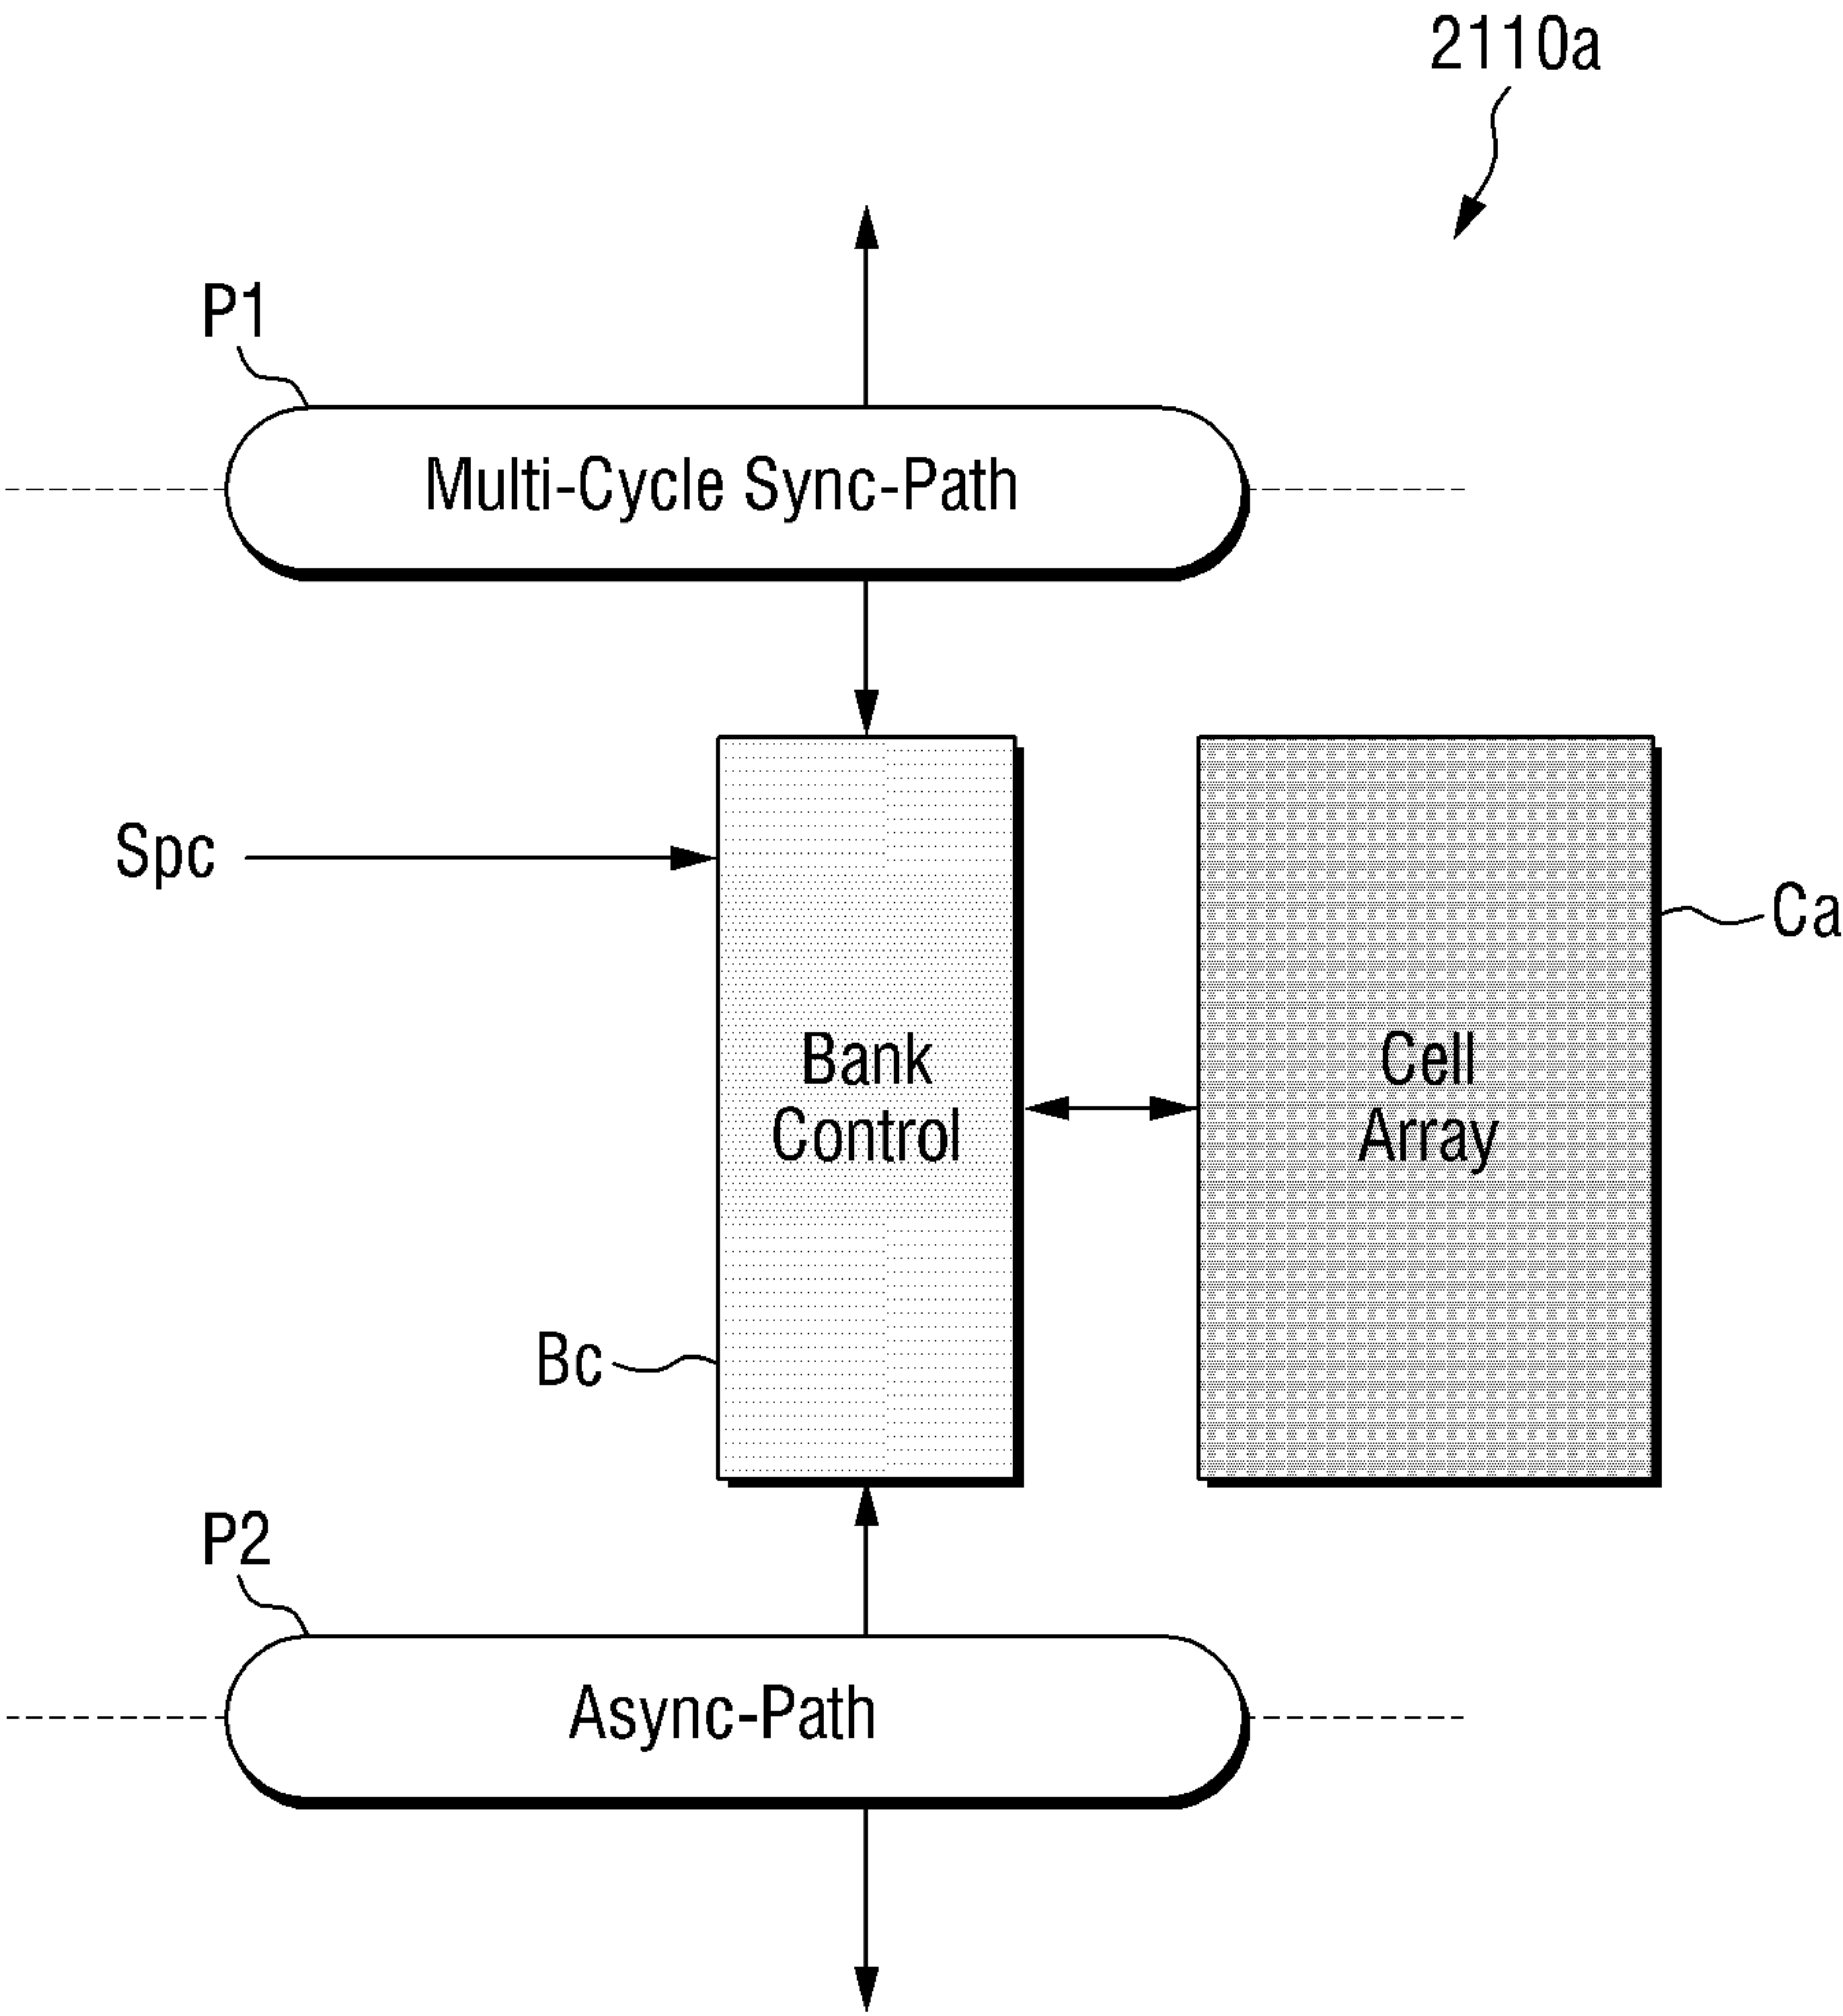 2110a
P1
Multi-Cycle Sync-Path
Spc
Ca
Bank
Control
Cell
Array
Bc
P2
Async-Path